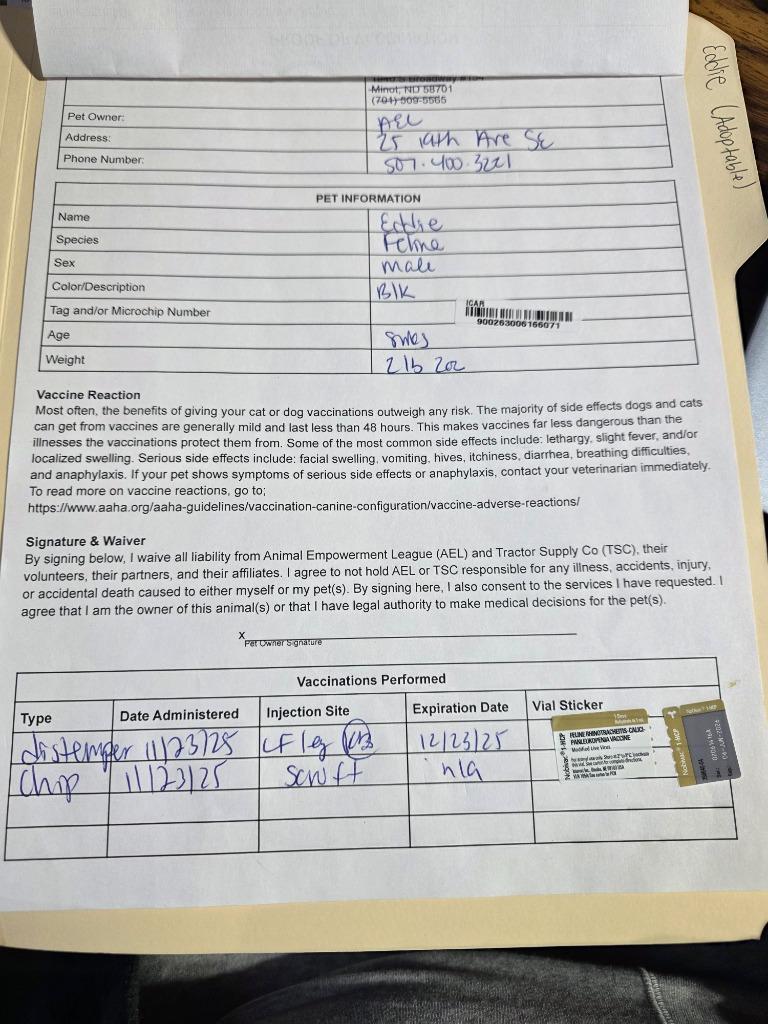 Minot, ND 58701
(701) 509-5565
Pet Owner: AEL
Address: 25 14th Ave SE
Phone Number: 507.400.3221
Eddie (Adoptable)
PET INFORMATION
Name Eddie
Species Feline
Sex male
Color/Description Blk
Tag and/or Microchip Number ICAR
900263006166071
Age 8wks
Weight 2 lb 2oz
Vaccine Reaction
Most often, the benefits of giving your cat or dog vaccinations outweigh any risk. The majority of side effects dogs and cats
can get from vaccines are generally mild and last less than 48 hours. This makes vaccines far less dangerous than the
illnesses the vaccinations protect them from. Some of the most common side effects include: lethargy, slight fever, and/or
localized swelling. Serious side effects include: facial swelling, vomiting, hives, itchiness, diarrhea, breathing difficulties,
and anaphylaxis. If your pet shows symptoms of serious side effects or anaphylaxis, contact your veterinarian immediately.
To read more on vaccine reactions, go to;
https://www.aaha.org/aaha-guidelines/vaccination-canine-configuration/vaccine-adverse-reactions/
Signature & Waiver
By signing below, I waive all liability from Animal Empowerment League (AEL) and Tractor Supply Co (TSC), their
volunteers, their partners, and their affiliates. I agree to not hold AEL or TSC responsible for any illness, accidents, injury,
or accidental death caused to either myself or my pet(s). By signing here, I also consent to the services I have requested. I
agree that I am the owner of this animal(s) or that I have legal authority to make medical decisions for the pet(s).
x
Pet Owner Signature
Vaccinations Performed
Type Date Administered Injection Site Expiration Date Vial Sticker
distemper 11/23/25 LF leg 12/23/25
Chip 11/23/25 scruff n/a
Nobivac® 1-HCP
FELINE RHINOTRACHEITIS-CALICI-
PANLEUKOPENIA VACCINE
Modified Live Virus
Nobivac® 1-HCP